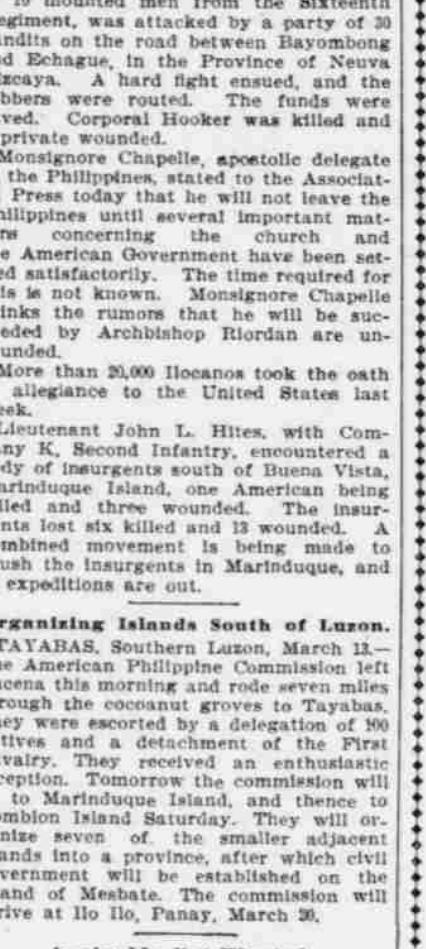 19 mounted men from the Sixteenth
egiment, was attacked by a party of 30
andits on the road between Bayombong
d Echague, in the Province of Neuva
zcaya. A hard fight ensued, and the
bbers were routed. The funds were
ved. Corporal Hooker was killed and
private wounded.
Monsignore Chapelle, apostolic delegate
the Philippines, stated to the Associat-
Press today that he will not leave the
hilippines until several important mat-
rs concerning the church and
e American Government have been set-
ed satisfactorily. The time required for
is is not known. Monsignore Chapelle
inks the rumors that he will be suc-
eded by Archbishop Riordan are un-
unded.
More than 20,000 Ilocanos took the oath
allegiance to the United States last
eek.
Lieutenant John L. Hites, with Com-
ny K, Second Infantry, encountered a
dy of insurgents south of Buena Vista,
arinduque Island, one American being
lled and three wounded. The insur-
nts lost six killed and 13 wounded. A
mbined movement is being made to
ush the insurgents in Marinduque, and
expeditions are out.
rganizing Islands South of Luzon.
TAYABAS, Southern Luzon, March 13.—
he American Philippine Commission left
ucena this morning and rode seven miles
rough the cocoanut groves to Tayabas.
ey were escorted by a delegation of 100
tives and a detachment of the First
valry. They received an enthusiastic
ception. Tomorrow the commission will
to Marinduque Island, and thence to
omblon Island Saturday. They will or-
nize seven of the smaller adjacent
ands into a province, after which civil
vernment will be established on the
and of Mesbate. The commission will
rive at Ilo Ilo, Panay, March 20.